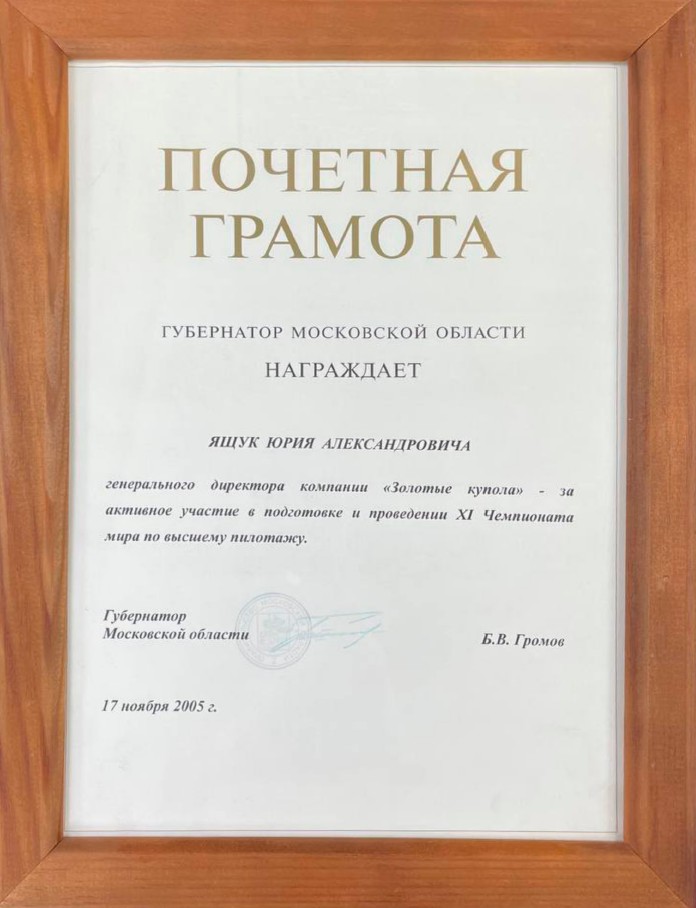 ПОЧЕТНАЯ
ГРАМОТА
ГУБЕРНАТОР МОСКОВСКОЙ ОБЛАСТИ
НАГРАЖДАЕТ
ЯЩУК ЮРИЯ АЛЕКСАНДРОВИЧА
генерального директора компании «Золотые купола» - за
активное участие в подготовке и проведении XI Чемпионата
мира по высшему пилотажу.
Губернатор
Московской области
Б.В. Громов
17 ноября 2005 г.